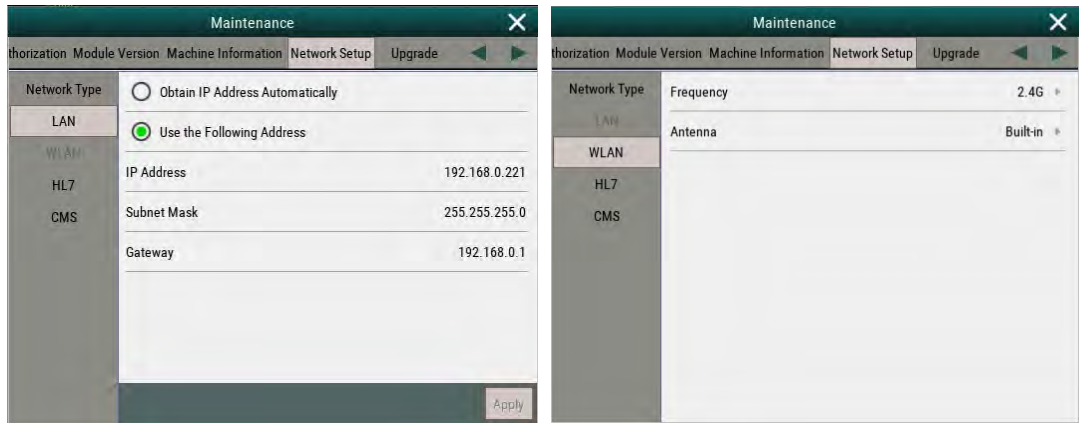 Maintenance
thorization Module Version Machine Information Network Setup Upgrade
Network Type
LAN
WLAN
HL7
CMS
Obtain IP Address Automatically
Use the Following Address
IP Address 192.168.0.221
Subnet Mask 255.255.255.0
Gateway 192.168.0.1
Apply
Maintenance
thorization Module Version Machine Information Network Setup Upgrade
Network Type
LAN
WLAN
HL7
CMS
Frequency 2.4G
Antenna Built-in